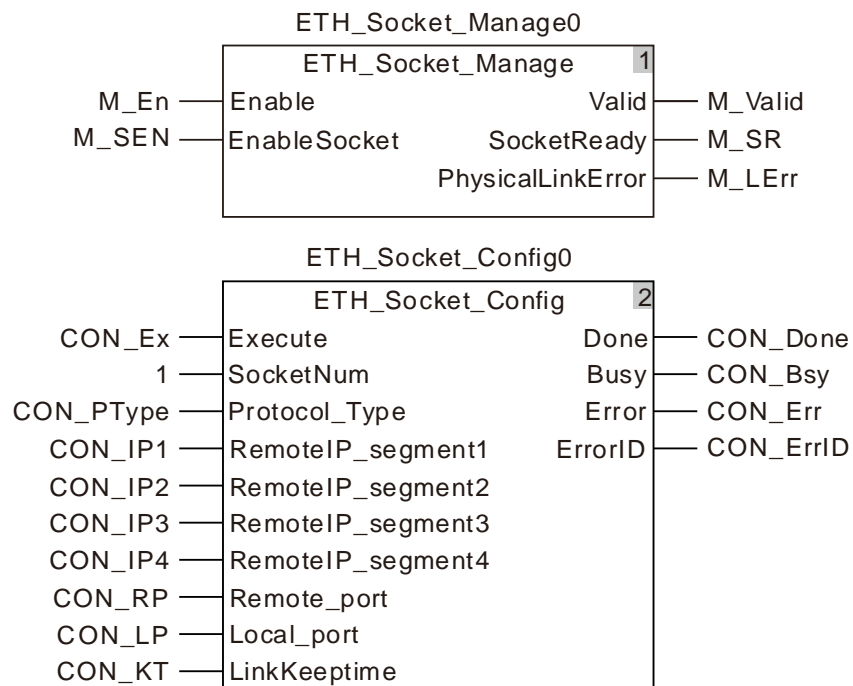 ETH_Socket_Manage0
ETH_Socket_Manage 1
M_En Enable Valid M_Valid
M_SEN EnableSocket SocketReady M_SR
PhysicalLinkError M_LErr
ETH_Socket_Config0
ETH_Socket_Config 2
CON_Ex Execute Done CON_Done
1 SocketNum Busy CON_Bsy
CON_PType Protocol_Type Error CON_Err
CON_IP1 RemoteIP_segment1 ErrorID CON_ErrID
CON_IP2 RemoteIP_segment2
CON_IP3 RemoteIP_segment3
CON_IP4 RemoteIP_segment4
CON_RP Remote_port
CON_LP Local_port
CON_KT LinkKeeptime